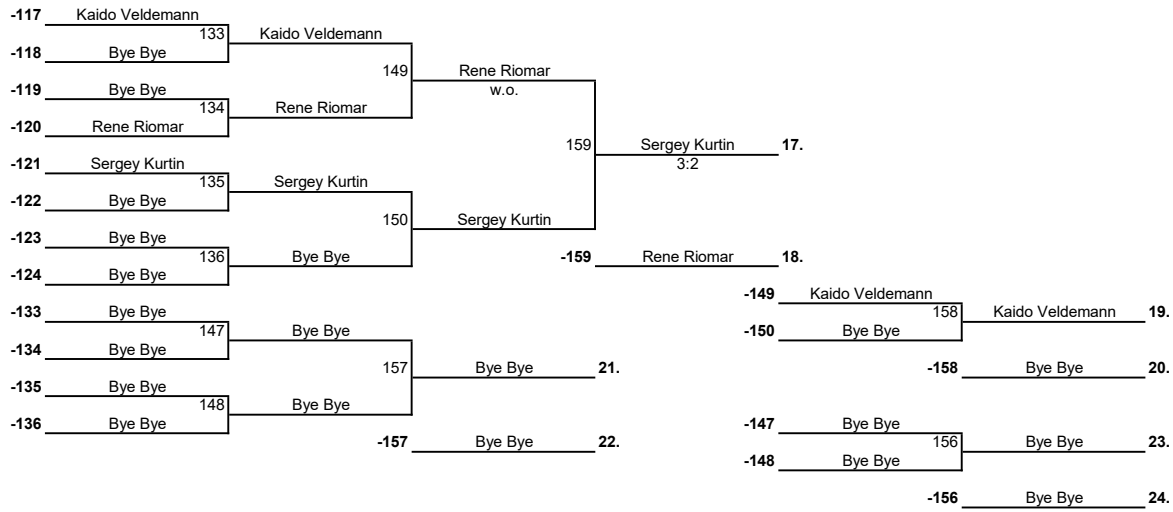 -117 Kaido Veldemann
133 Kaido Veldemann
-118 Bye Bye
149 Rene Riomar
w.o.
-119 Bye Bye
134 Rene Riomar
-120 Rene Riomar
159 Sergey Kurtin 17.
3:2
-121 Sergey Kurtin
135 Sergey Kurtin
-122 Bye Bye
150 Sergey Kurtin
-123 Bye Bye
136 Bye Bye
-159 Rene Riomar 18.
-124 Bye Bye
-149 Kaido Veldemann
-133 Bye Bye
158 Kaido Veldemann 19.
147 Bye Bye
-150 Bye Bye
-134 Bye Bye
157 Bye Bye 21.
-158 Bye Bye 20.
-135 Bye Bye
148 Bye Bye
-136 Bye Bye
-147 Bye Bye
-157 Bye Bye 22.
156 Bye Bye 23.
-148 Bye Bye
-156 Bye Bye 24.